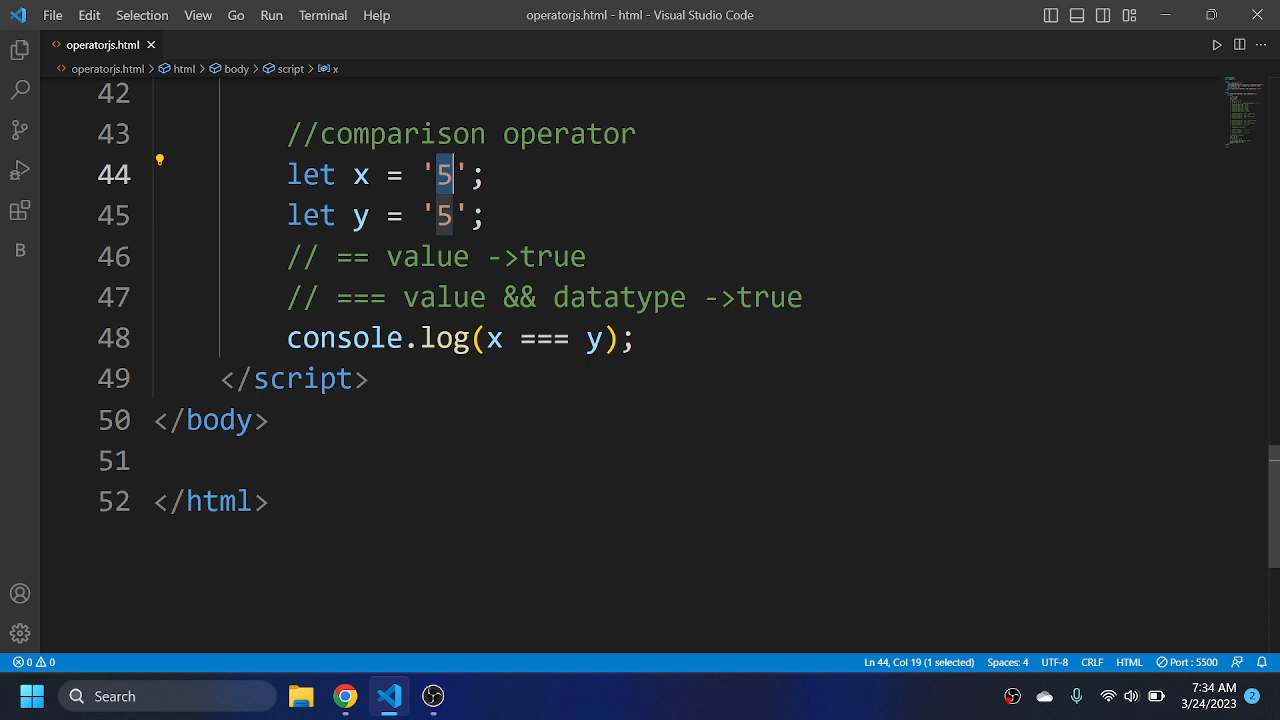 File Edit Selection View Go Run Terminal Help operatorjs.html - html - Visual Studio Code
operatorjs.html
operatorjs.html > html > body > script > x
42
43 //comparison operator
44 let x = '5';
45 let y = '5';
46 // == value ->true
47 // === value && datatype ->true
48 console.log(x === y);
49 </script>
50 </body>
51
52 </html>
B
0 0 Ln 44, Col 19 (1 selected) Spaces: 4 UTF-8 CRLF HTML Port : 5500
Search
7:34 AM
3/24/2023 2